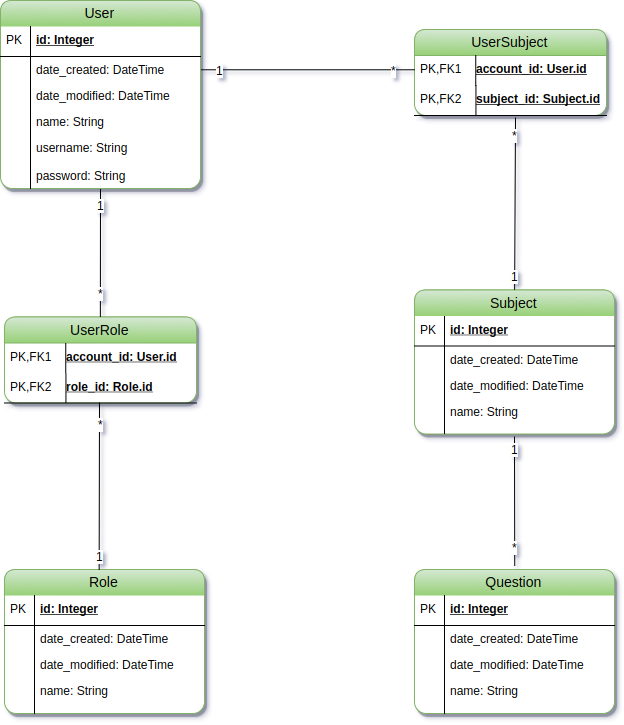 User
PK id: Integer
date_created: DateTime
date_modified: DateTime
name: String
username: String
password: String
1 *
UserSubject
PK,FK1 account_id: User.id
PK,FK2 subject_id: Subject.id
1
*
*
1
UserRole
PK,FK1 account_id: User.id
PK,FK2 role_id: Role.id
Subject
PK id: Integer
date_created: DateTime
date_modified: DateTime
name: String
*
1
1
*
Role
PK id: Integer
date_created: DateTime
date_modified: DateTime
name: String
Question
PK id: Integer
date_created: DateTime
date_modified: DateTime
name: String